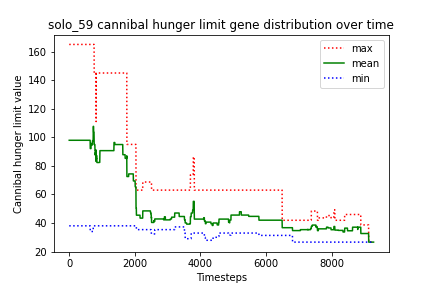 solo_59 cannibal hunger limit gene distribution over time
max
mean
min
Cannibal hunger limit value
160
140
120
100
80
60
40
20
0
2000
4000
6000
8000
Timesteps